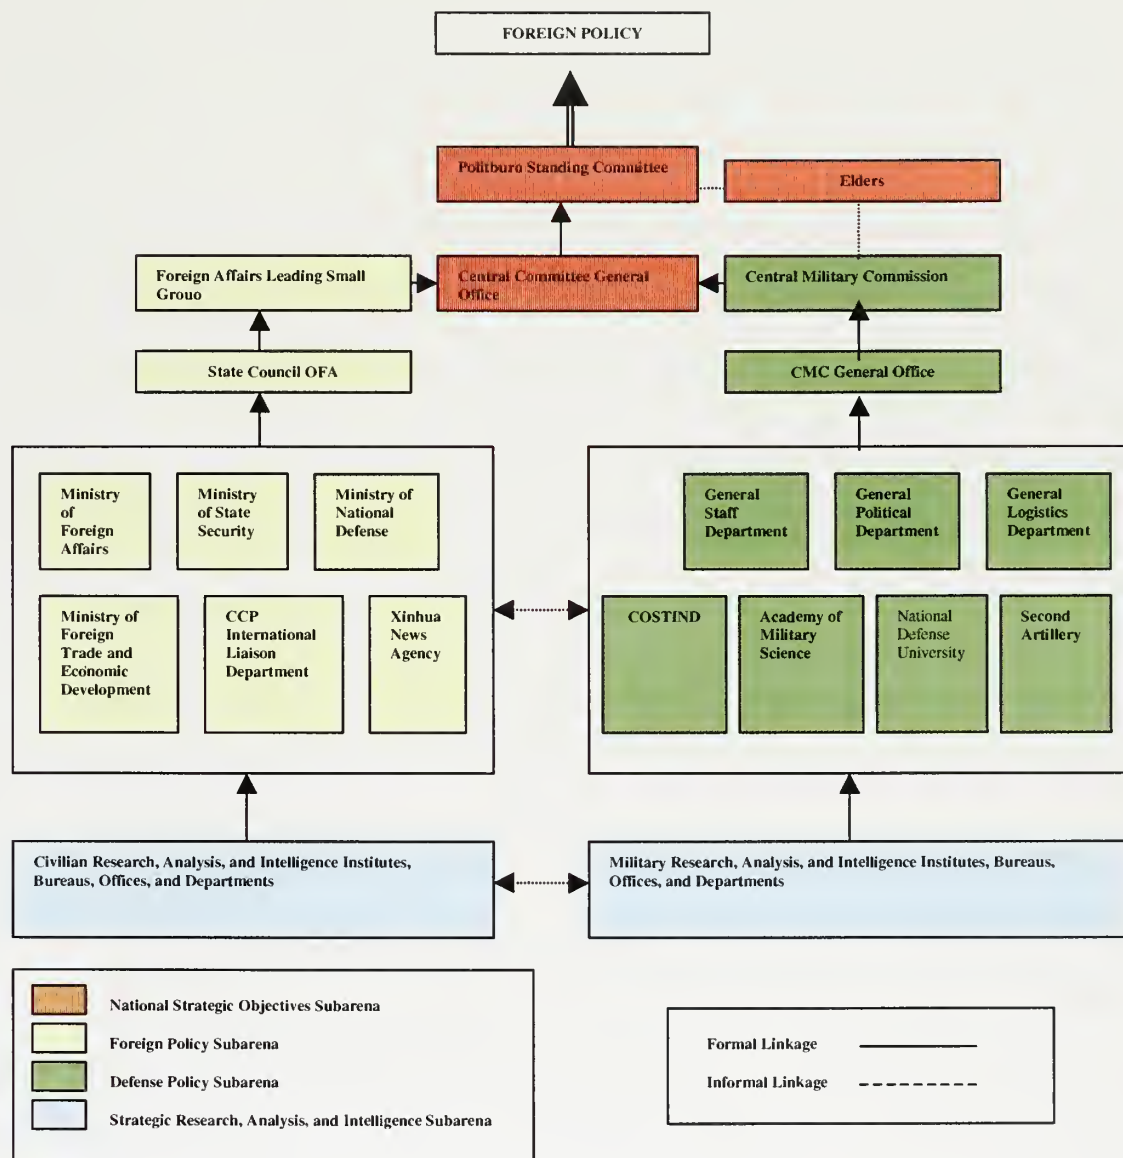 FOREIGN POLICY
Politburo Standing Committee
Elders
Foreign Affairs Leading Small
Grouo
Central Committee General
Office
Central Military Commission
State Council OFA
CMC General Office
Ministry
of
Foreign
Affairs
Ministry
of State
Security
Ministry of
National
Defense
General
Staff
Department
General
Political
Department
General
Logistics
Department
Ministry of
Foreign
Trade and
Economic
Development
CCP
International
Liaison
Department
Xinhua
News
Agency
COSTIND
Academy of
Military
Science
National
Defense
University
Second
Artillery
Civilian Research, Analysis, and Intelligence Institutes,
Bureaus, Offices, and Departments
Military Research, Analysis, and Intelligence Institutes, Bureaus,
Offices, and Departments
National Strategic Objectives Subarena
Foreign Policy Subarena
Defense Policy Subarena
Strategic Research, Analysis, and Intelligence Subarena
Formal Linkage
Informal Linkage